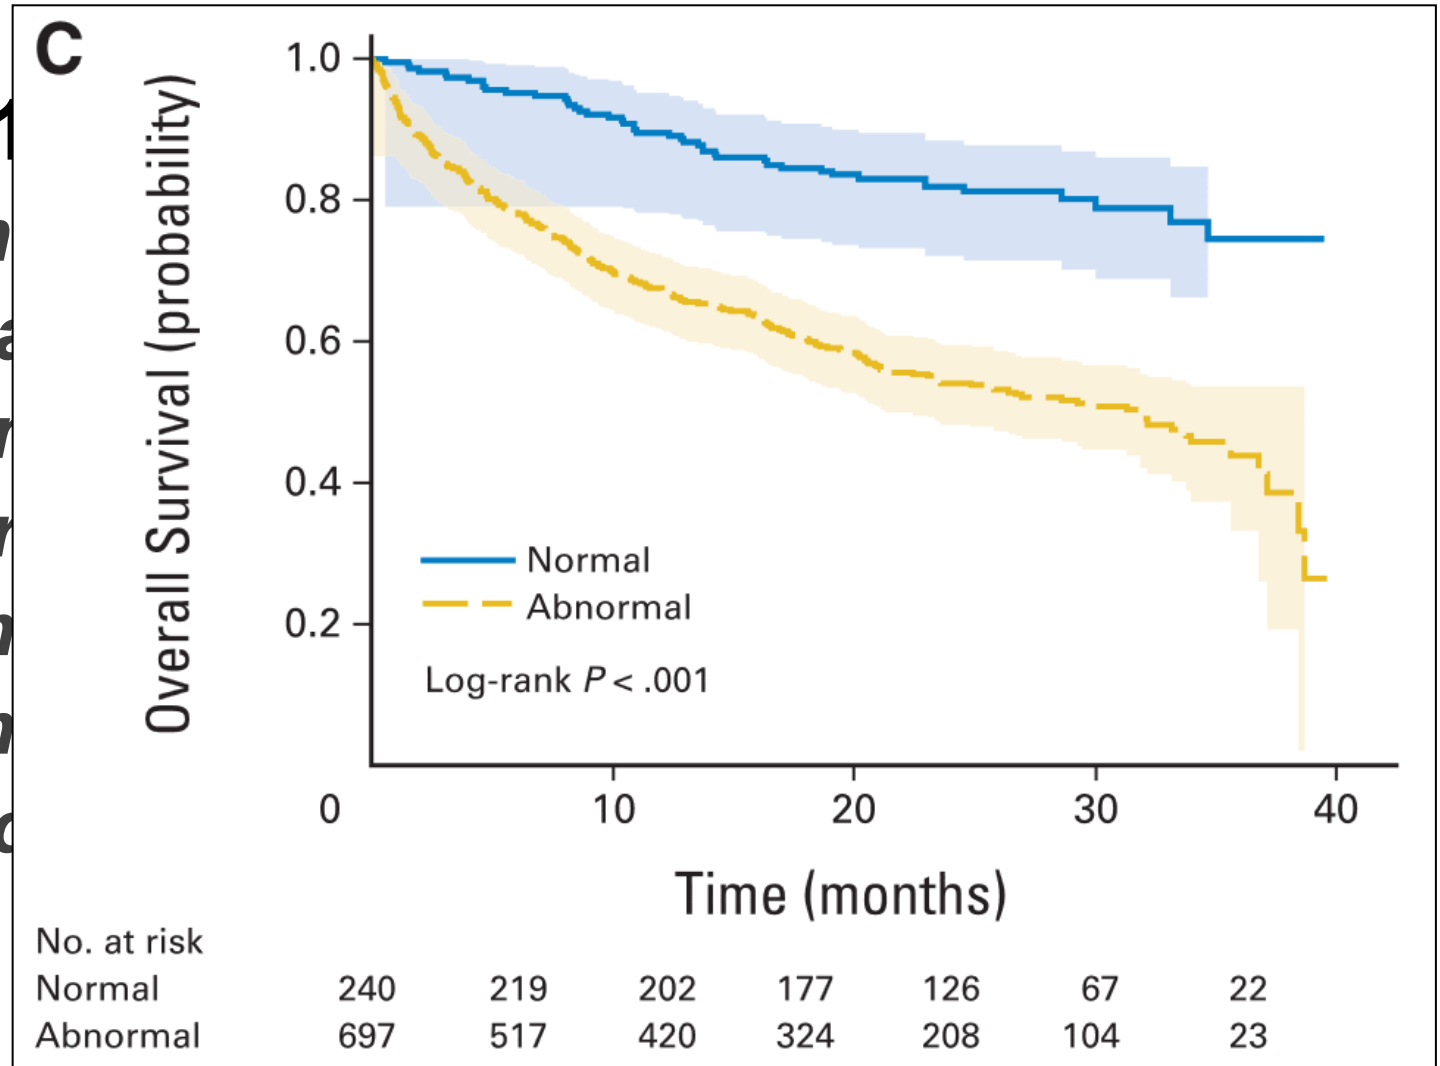 C
Overall Survival (probability)
1.0
0.8
0.6
0.4
0.2
Normal
Abnormal
Log-rank P < .001
0 10 20 30 40
Time (months)
No. at risk
Normal 240 219 202 177 126 67 22
Abnormal 697 517 420 324 208 104 23